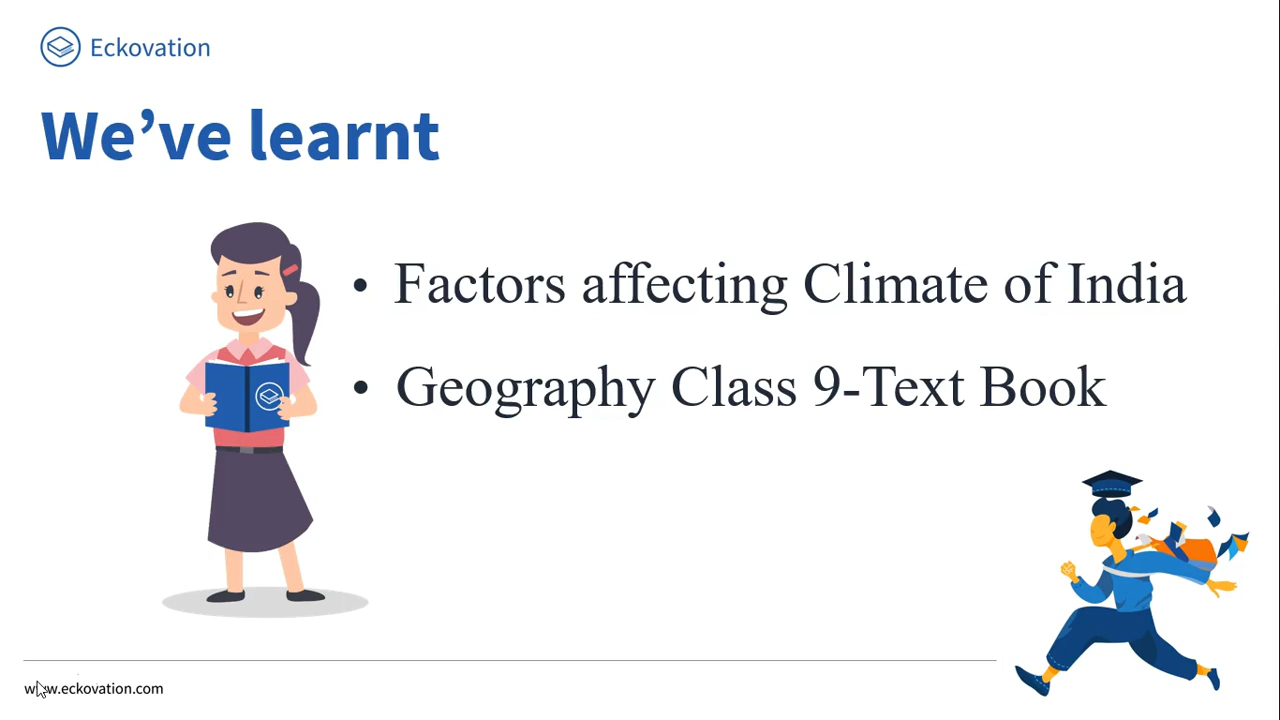 Eckovation
We’ve learnt
• Factors affecting Climate of India
• Geography Class 9-Text Book
www.eckovation.com